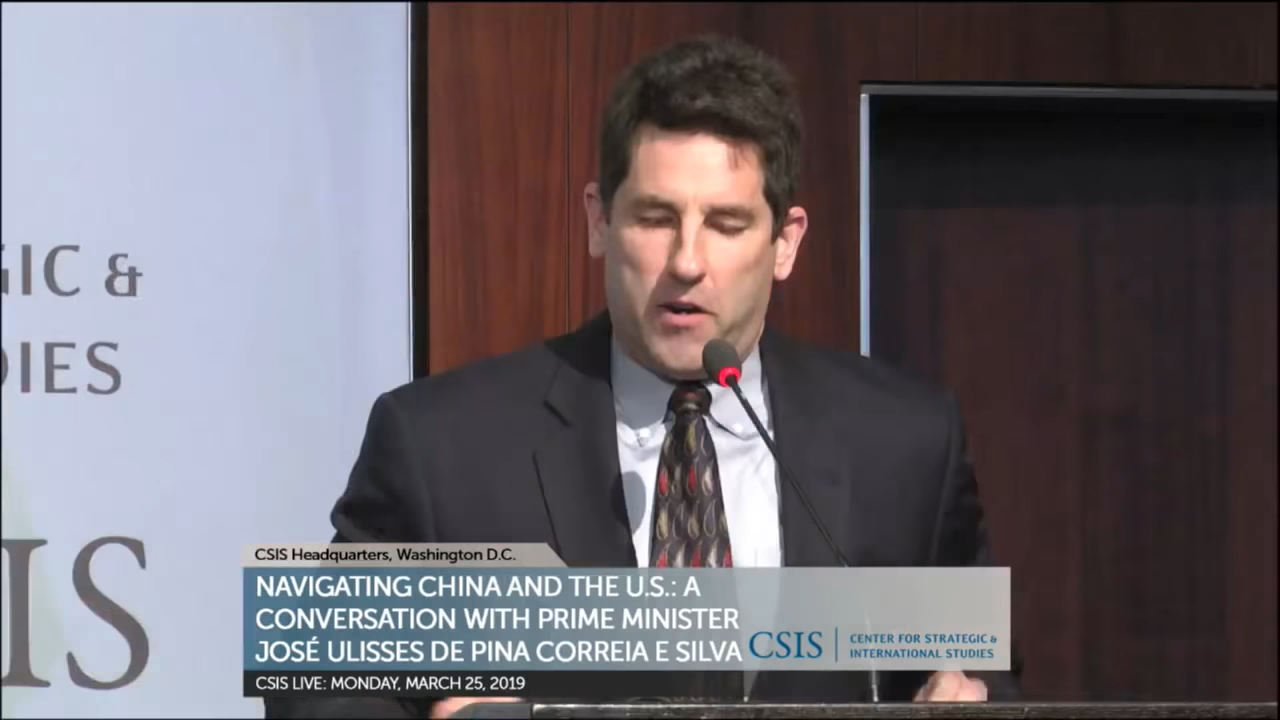 GIC &
DIES
IS
CSIS Headquarters, Washington D.C.
NAVIGATING CHINA AND THE U.S.: A
CONVERSATION WITH PRIME MINISTER
JOSÉ ULISSES DE PINA CORREIA E SILVA
CSIS
CENTER FOR STRATEGIC &
INTERNATIONAL STUDIES
CSIS LIVE: MONDAY, MARCH 25, 2019